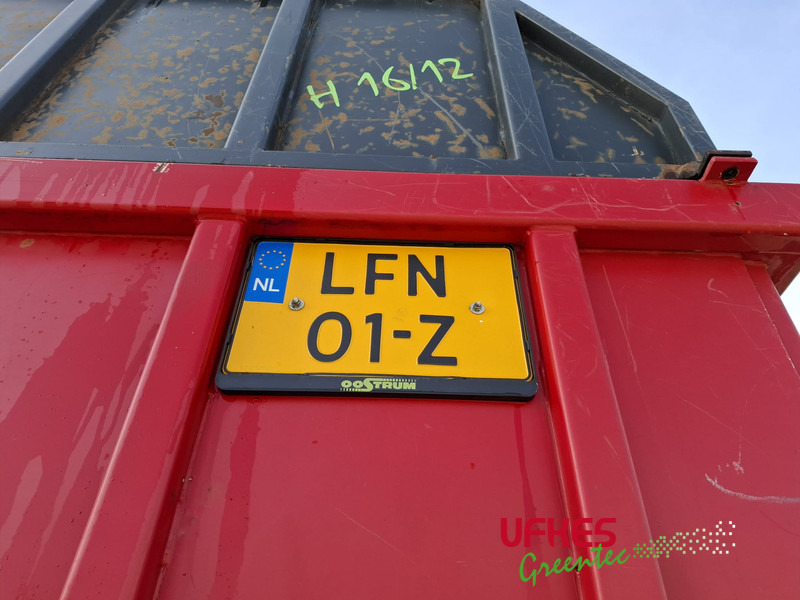 H 16/12
NL
LFN
01-Z
OOSTRUM
UFKES
Greentec